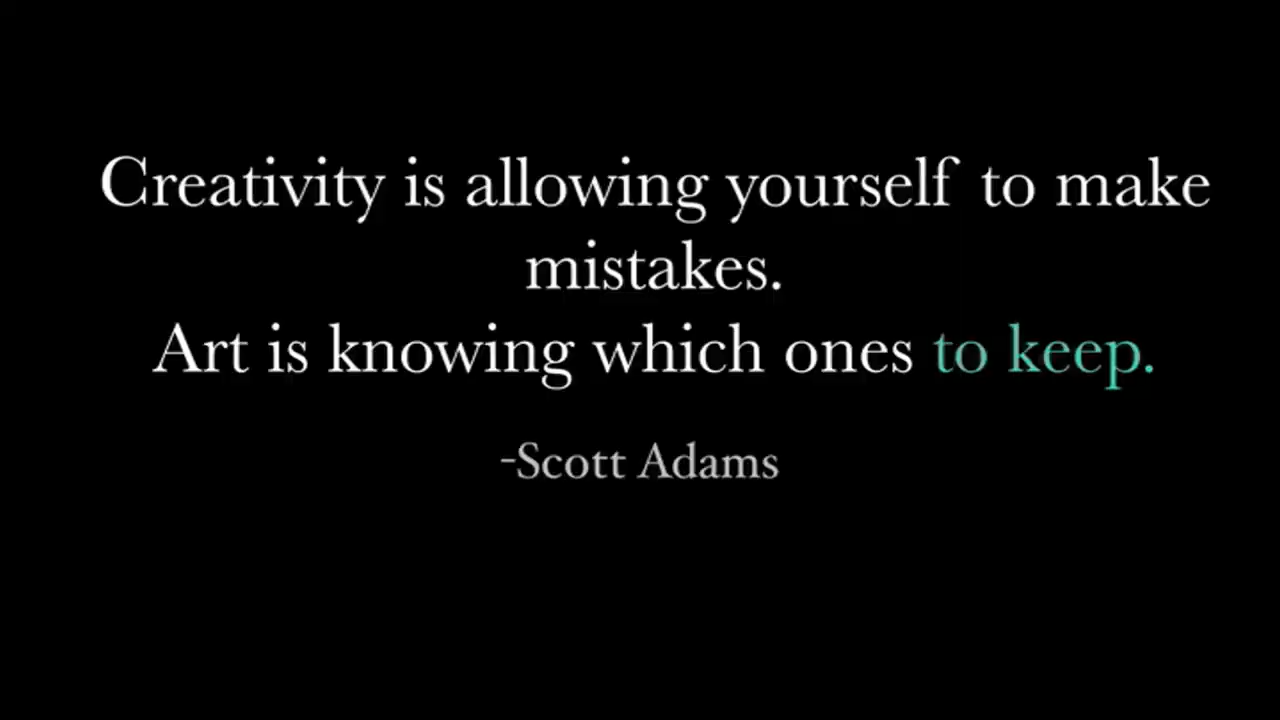 Creativity is allowing yourself to make
mistakes.
Art is knowing which ones to keep.
-Scott Adams